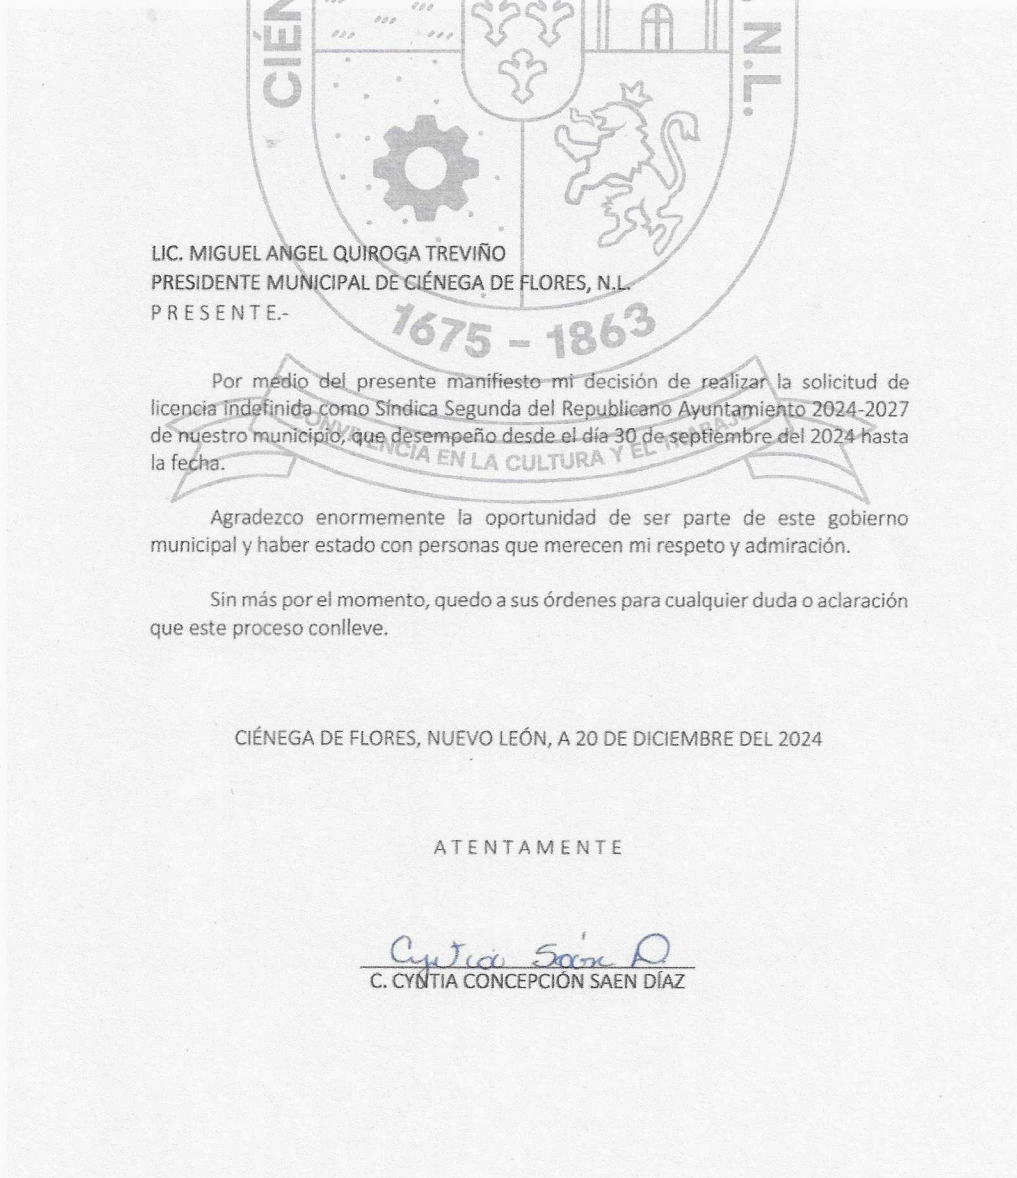 CIÉN
N.L.
LIC. MIGUEL ANGEL QUIROGA TREVIÑO
PRESIDENTE MUNICIPAL DE CIÉNEGA DE FLORES, N.L.
P R E S E N T E.-
1675 - 1863
Por medio del presente manifiesto mi decisión de realizar la solicitud de
licencia indefinida como Síndica Segunda del Republicano Ayuntamiento 2024-2027
de nuestro municipio, que desempeño desde el día 30 de septiembre del 2024 hasta
la fecha.
CONVIVENCIA EN LA CULTURA Y EL TRABAJO
Agradezco enormemente la oportunidad de ser parte de este gobierno
municipal y haber estado con personas que merecen mi respeto y admiración.
Sin más por el momento, quedo a sus órdenes para cualquier duda o aclaración
que este proceso conlleve.
CIÉNEGA DE FLORES, NUEVO LEÓN, A 20 DE DICIEMBRE DEL 2024
A T E N T A M E N T E
Cyntia Saén D
C. CYNTIA CONCEPCIÓN SAEN DÍAZ